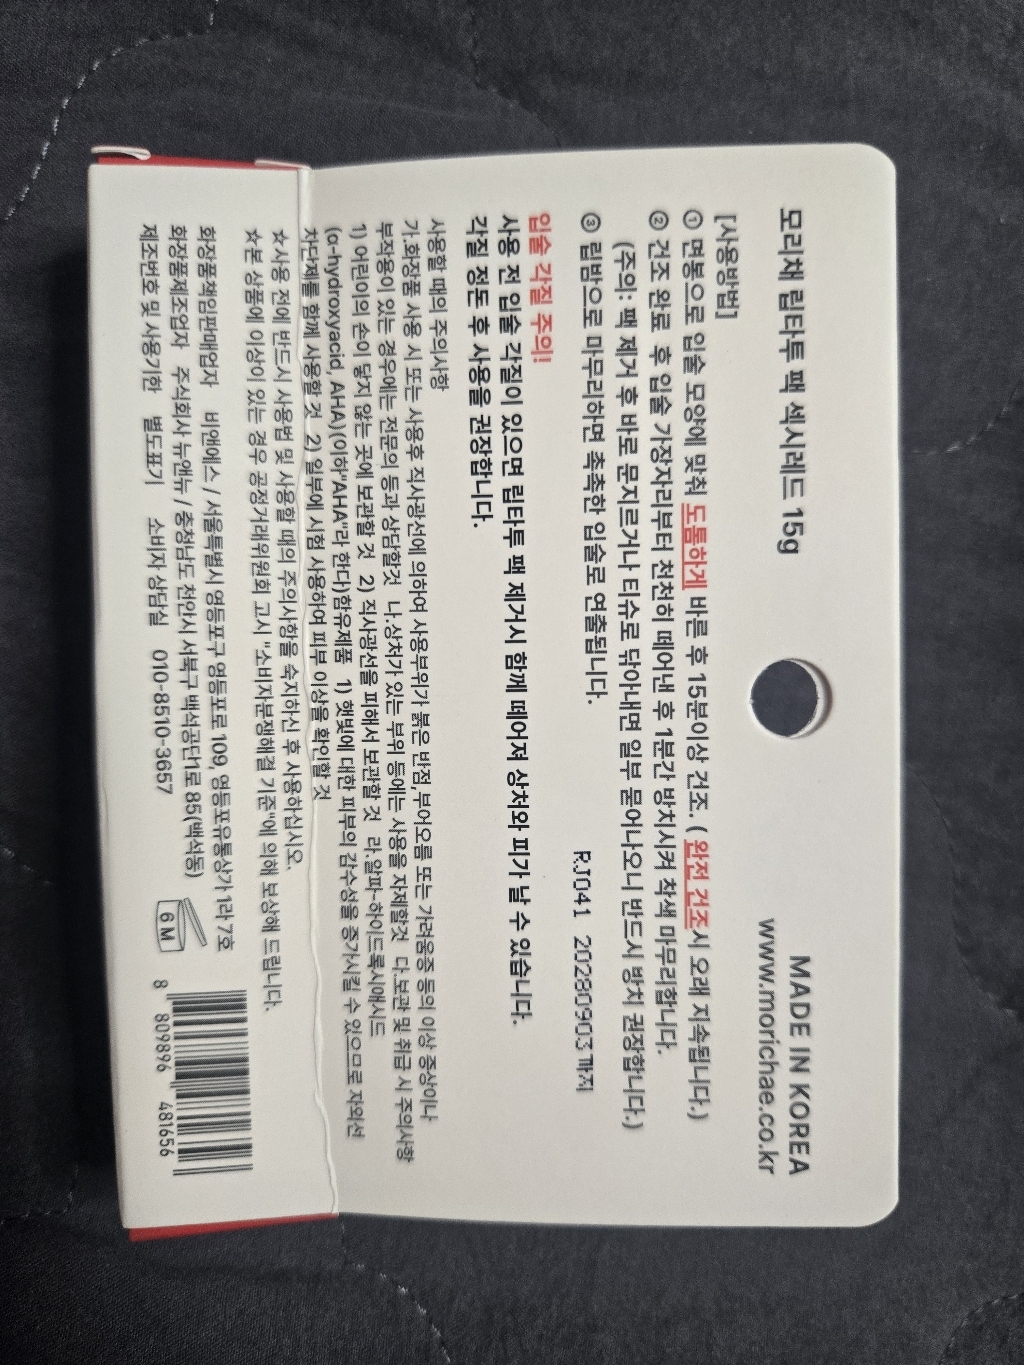 모리채 립타투 팩 섹시레드 15g
MADE IN KOREA
www.morichae.co.kr
[사용방법]
① 면봉으로 입술 모양에 맞춰 도톰하게 바른 후 15분이상 건조. ( 완전 건조시 오래 지속됩니다.)
② 건조 완료 후 입술 가장자리부터 천천히 떼어낸 후 1분간 방치시켜 착색 마무리합니다.
(주의: 팩 제거 후 바로 문지르거나 티슈로 닦아내면 일부 묻어나오니 반드시 방치 권장합니다.)
③ 립밤으로 마무리하면 촉촉한 입술로 연출됩니다.
RJ041 20280903까지
입술 각질 주의!
사용 전 입술 각질이 있으면 립타투 팩 제거시 함께 떼어져 상처와 피가 날 수 있습니다.
각질 정돈 후 사용을 권장합니다.
사용할 때의 주의사항
가.화장품 사용 시 또는 사용후 직사광선에 의하여 사용부위가 붉은 반점,부어오름 또는 가려움증 등의 이상 증상이나
부작용이 있는 경우에는 전문의 등과 상담할것 나.상처가 있는 부위 등에는 사용을 자제할것 다.보관 및 취급 시 주의사항
1) 어린이의 손이 닿지 않는 곳에 보관할 것 2) 직사광선을 피해서 보관할 것 라.알파-하이드록시애시드
(α-hydroxyacid, AHA)(이하"AHA"라 한다)함유제품 1) 햇빛에 대한 피부의 감수성을 증가시킬 수 있으므로 자외선
차단제를 함께 사용할 것 2) 일부에 시험 사용하여 피부 이상을 확인할 것
☆사용 전에 반드시 사용법 및 사용할 때의 주의사항을 숙지하신 후 사용하십시오.
☆본 상품에 이상이 있는 경우 공정거래위원회 고시 "소비자분쟁해결 기준"에 의해 보상해 드립니다.
화장품책임판매업자 비앤에스 / 서울특별시 영등포구 영등포로 109, 영등포유통상가 1라 7호
화장품제조업자 주식회사 뉴앤뉴 / 충청남도 천안시 서북구 백석공단1로 85(백석동)
제조번호 및 사용기한 별도표기 소비자 상담실 010-8510-3657
6 M
8 809896 481656